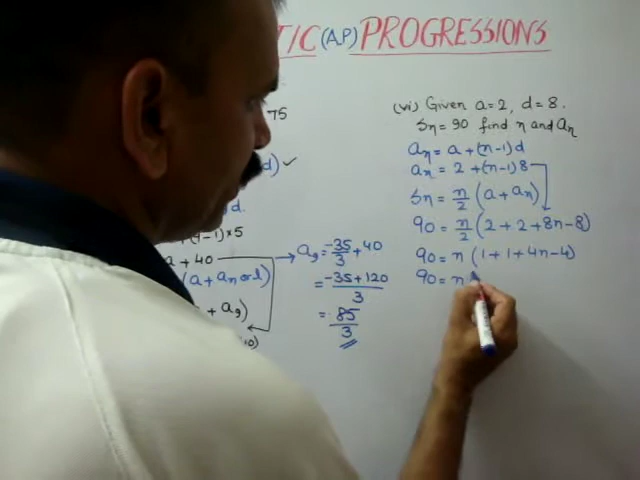 TIC (A.P) PROGRESSIONS
75
d) ✓
d.
-1)×5
a + 40
(a + an or l)
+ a9)
a9 = -35/3 + 40
= -35+120/3
= 85/3
(vi) Given a=2, d=8.
Sn=90 find n and an
an = a + (n-1)d
an = 2 + (n-1)8
Sn = n/2 (a + an)
90 = n/2 (2 + 2 + 8n - 8)
90 = n (1 + 1 + 4n - 4)
90 = n